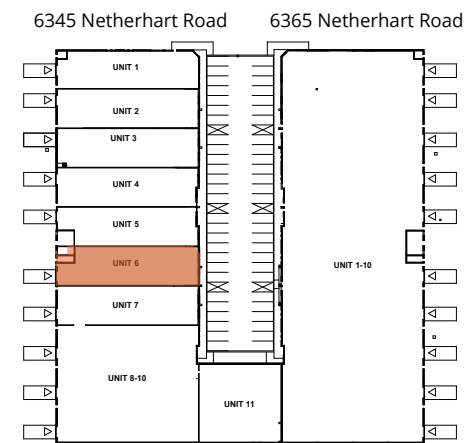 6345 Netherhart Road
6365 Netherhart Road
UNIT 1
UNIT 2
UNIT 3
UNIT 4
UNIT 5
UNIT 6
UNIT 7
UNIT 8-10
UNIT 11
UNIT 1-10